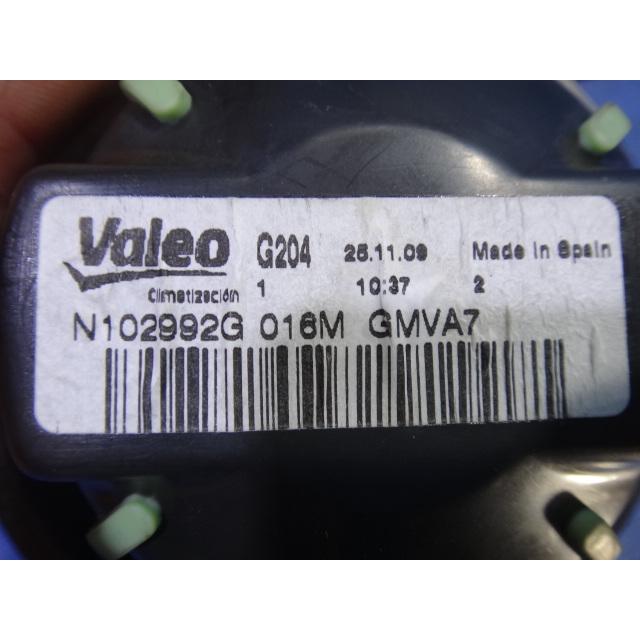 Valeo G204 25.11.09 Made in Spain
Climatización 1 10:37 2
N102992G 016M GMVA7